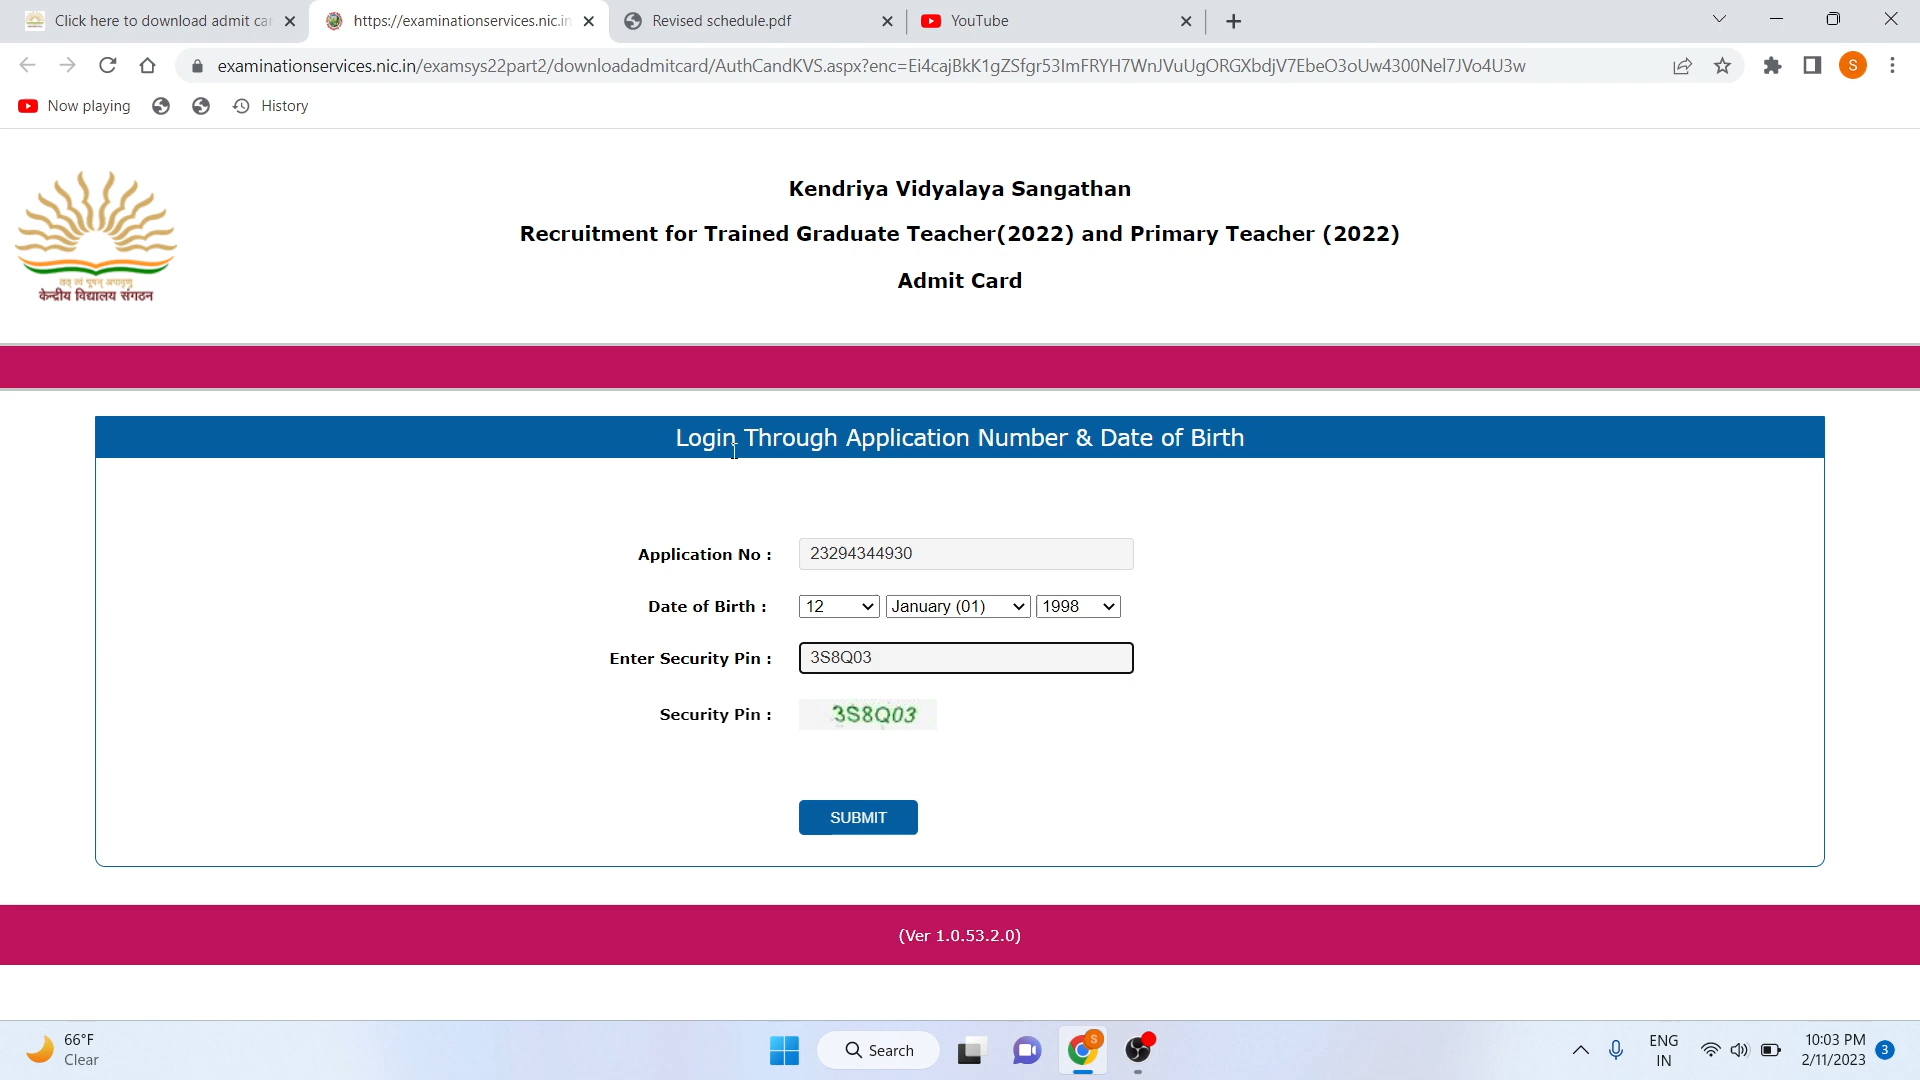 Click here to download admit car
https://examinationservices.nic.in
Revised schedule.pdf
YouTube
examinationservices.nic.in/examsys22part2/downloadadmitcard/AuthCandKVS.aspx?enc=Ei4cajBkK1gZSfgr53ImFRYH7WnJVuUgORGXbdjV7EbeO3oUw4300Nel7JVo4U3w
S
Now playing
History
केन्द्रीय विद्यालय संगठन
Kendriya Vidyalaya Sangathan
Recruitment for Trained Graduate Teacher(2022) and Primary Teacher (2022)
Admit Card
Login Through Application Number & Date of Birth
Application No : 23294344930
Date of Birth : 12 January (01) 1998
Enter Security Pin : 3S8Q03
Security Pin : 3S8Q03
SUBMIT
(Ver 1.0.53.2.0)
66°F
Clear
Search
S
ENG
IN
10:03 PM
2/11/2023
3